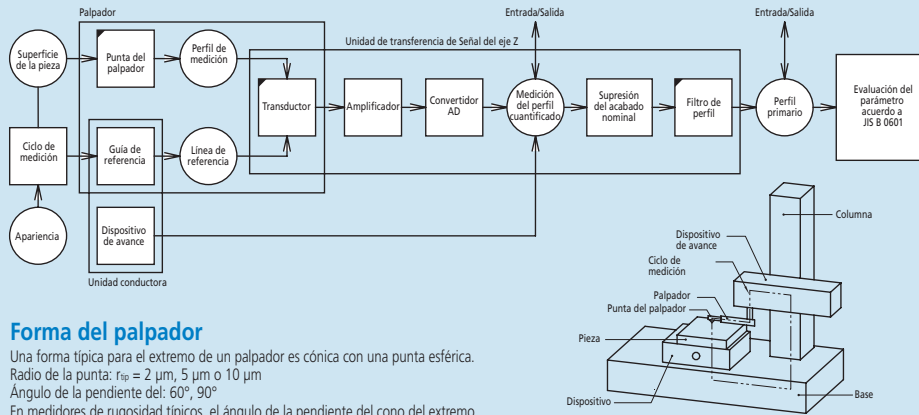 Palpador
Entrada/Salida
Entrada/Salida
Unidad de transferencia de Señal del eje Z
Superficie
de la pieza
Punta del
palpador
Perfil de
medición
Transductor
Amplificador
Convertidor
AD
Medición
del perfil
cuantificado
Supresión
del acabado
nominal
Filtro de
perfil
Perfil
primario
Evaluación del
parámetro
acuerdo a
JIS B 0601
Ciclo de
medición
Guía de
referencia
Línea de
referencia
Apariencia
Dispositivo
de avance
Unidad conductora
Columna
Dispositivo
de avance
Ciclo de
medición
Palpador
Punta del palpador
Pieza
Base
Dispositivo
Forma del palpador
Una forma típica para el extremo de un palpador es cónica con una punta esférica.
Radio de la punta: rtip = 2 µm, 5 µm o 10 µm
Ángulo de la pendiente del: 60°, 90°
En medidores de rugosidad típicos, el ángulo de la pendiente del cono del extremo